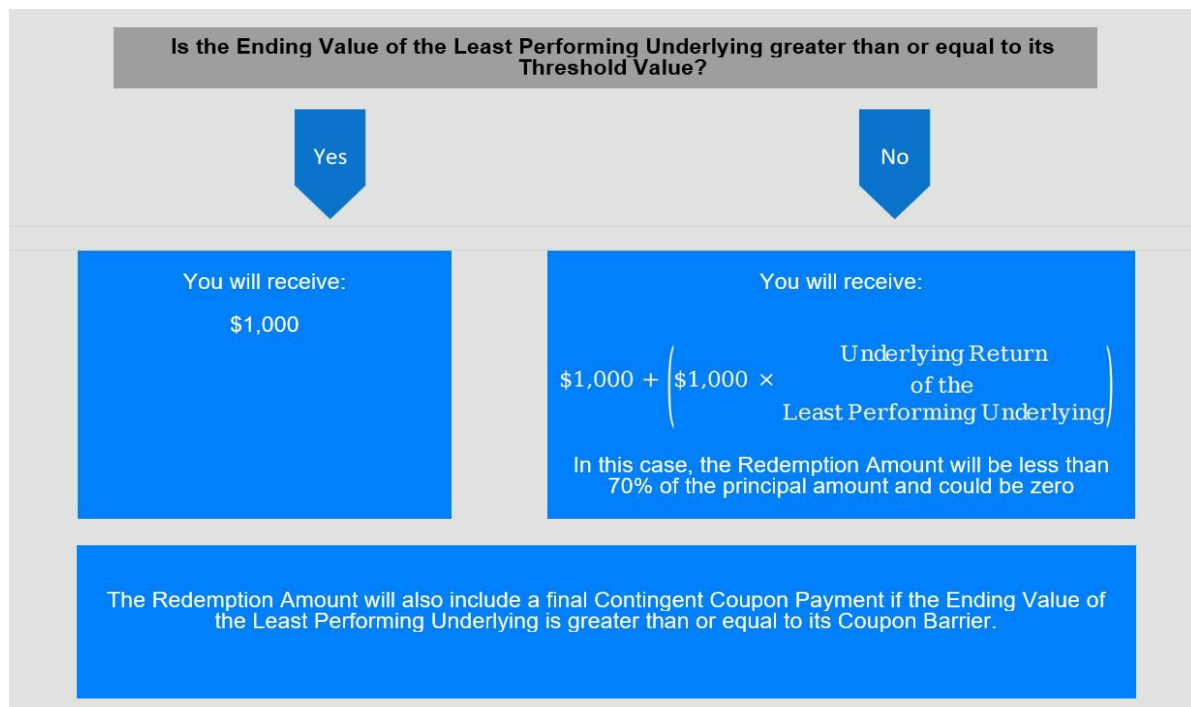 Is the Ending Value of the Least Performing Underlying greater than or equal to its
Threshold Value?
Yes
No
You will receive:
$1,000
You will receive:
$1,000 + ($1,000 × Underlying Return
of the
Least Performing Underlying)
In this case, the Redemption Amount will be less than
70% of the principal amount and could be zero
The Redemption Amount will also include a final Contingent Coupon Payment if the Ending Value of
the Least Performing Underlying is greater than or equal to its Coupon Barrier.